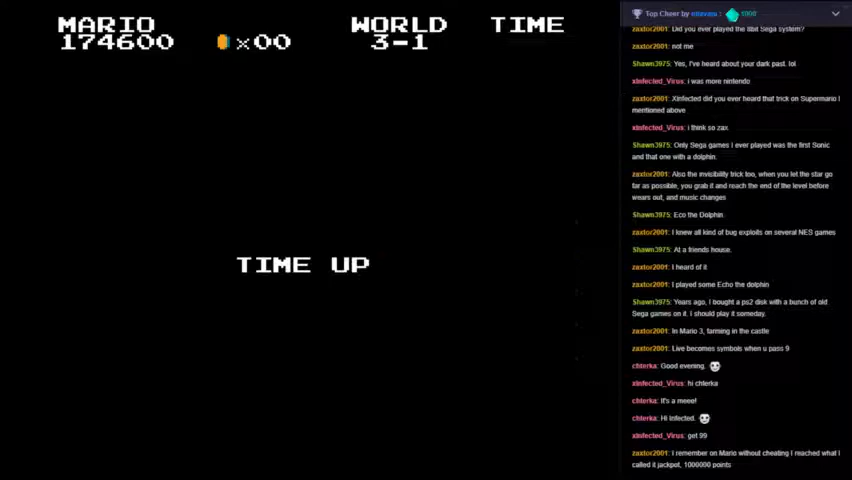 MARIO
WORLD
TIME
174600
×00
3-1
TIME UP
Top Cheer by
1000
zaxtor2001: Did you ever played the 8bit Sega system?
zaxtor2001: not me
Shawn3975: Yes, I've heard about your dark past. lol
xInfected_Virus: i was more nintendo
zaxtor2001: Xinfected did you ever heard that trick on Supermario I
mentioned above
xInfected_Virus: i think so zax.
Shawn3975: Only Sega games I ever played was the first Sonic
and that one with a dolphin.
zaxtor2001: Also the invisibility trick too, when you let the star go
far as possible, you grab it and reach the end of the level before
wears out, and music changes
Shawn3975: Eco the Dolphin
zaxtor2001: I knew all kind of bug exploits on several NES games
Shawn3975: At a friends house.
zaxtor2001: I heard of it
zaxtor2001: I played some Echo the dolphin
Shawn3975: Years ago, i bought a ps2 disk with a bunch of old
Sega games on it. I should play it someday.
zaxtor2001: In Mario 3, farming in the castle
zaxtor2001: Live becomes symbols when u pass 9
chterka: Good evening.
xInfected_Virus: hi chterka
chterka: It's a meee!
chterka: Hi Infected.
xInfected_Virus: get 99
zaxtor2001: I remember on Mario without cheating I reached what I
called it jackpot, 1000000 points